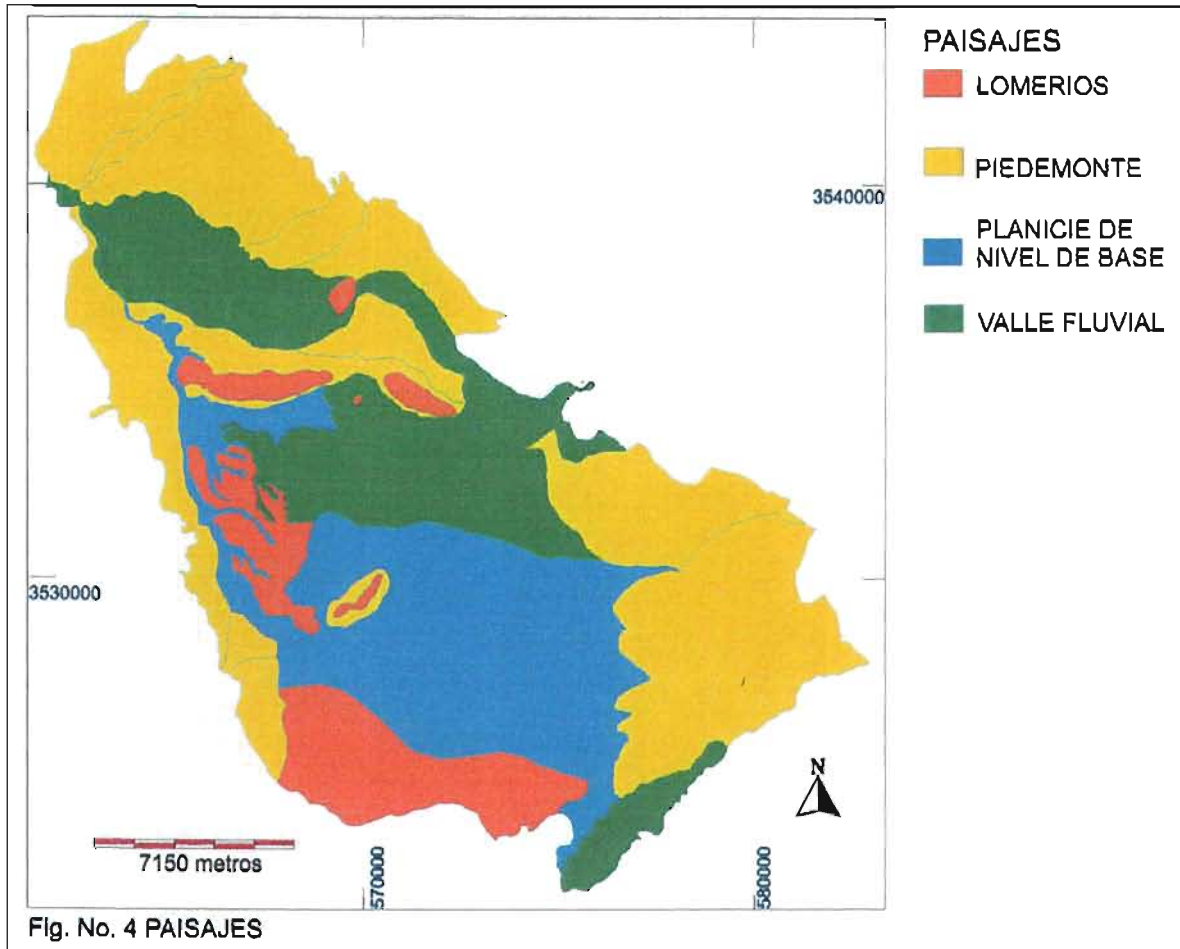 PAISAJES
LOMERIOS
PIEDEMONTE
PLANICIE DE
NIVEL DE BASE
VALLE FLUVIAL
3540000
3530000
N
7150 metros
570000
580000
Fig. No. 4 PAISAJES